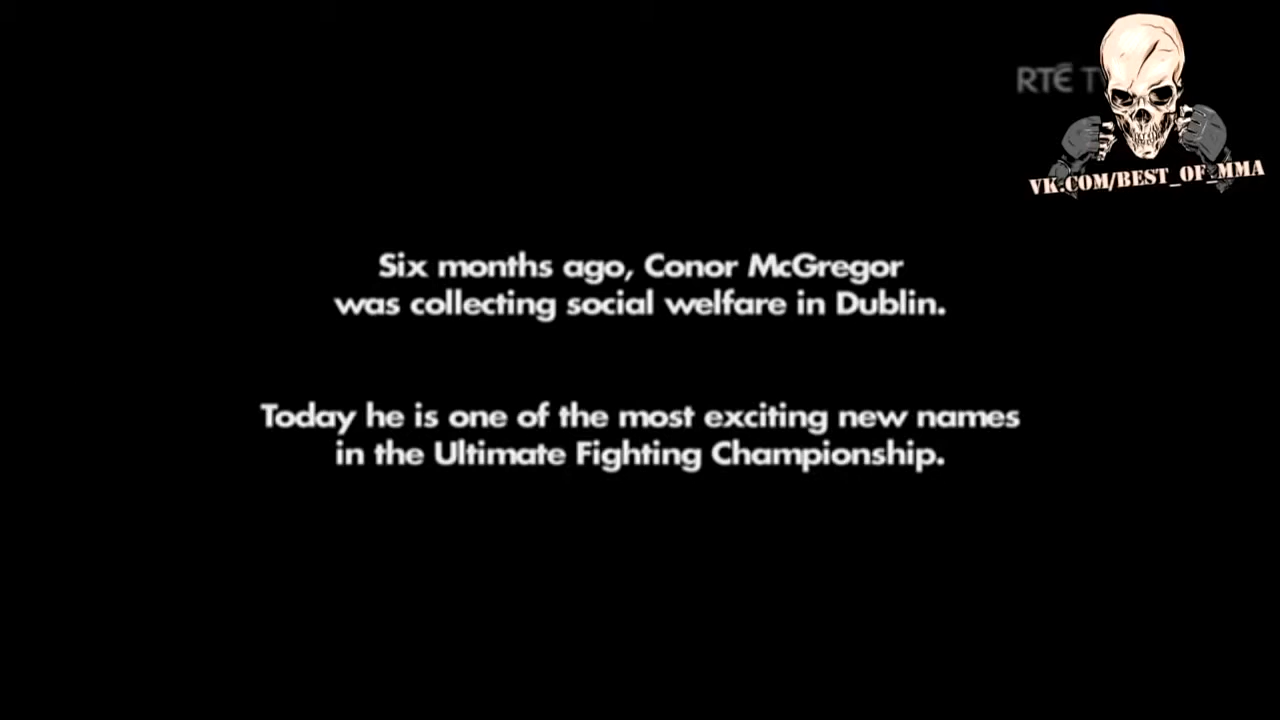 RTÉ T
VK.COM/BEST_OF_MMA
Six months ago, Conor McGregor
was collecting social welfare in Dublin.
Today he is one of the most exciting new names
in the Ultimate Fighting Championship.